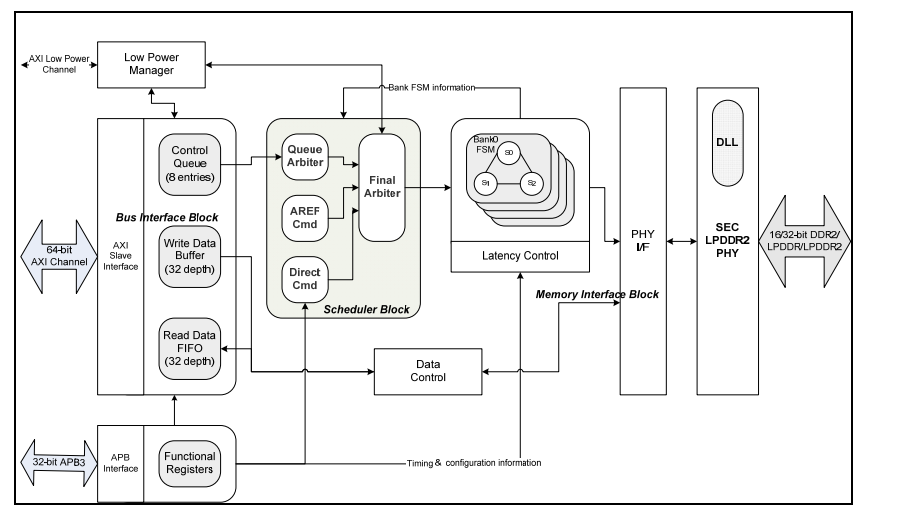 AXI Low Power
Channel
Low Power
Manager
Bank FSM information
Control
Queue
(8 entries)
Bus Interface Block
Write Data
Buffer
(32 depth)
Read Data
FIFO
(32 depth)
AXI
Slave
Interface
64-bit
AXI Channel
Queue
Arbiter
AREF
Cmd
Direct
Cmd
Final
Arbiter
Scheduler Block
Bank0
FSM
S0
S1
S2
Latency Control
Memory Interface Block
Data
Control
PHY
I/F
DLL
SEC
LPDDR2
PHY
16/32-bit DDR2/
LPDDR/LPDDR2
32-bit APB3
APB
Interface
Functional
Registers
Timing & configuration information